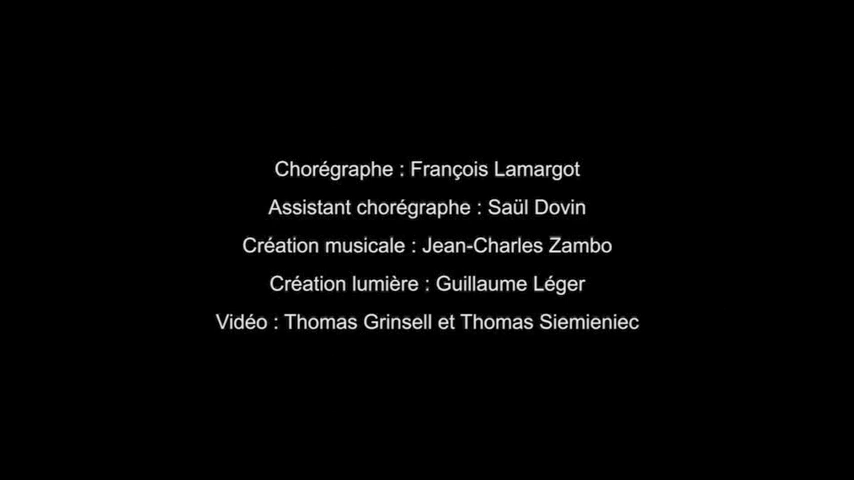 Chorégraphe : François Lamargot
Assistant chorégraphe : Saül Dovin
Création musicale : Jean-Charles Zambo
Création lumière : Guillaume Léger
Vidéo : Thomas Grinsell et Thomas Siemieniec